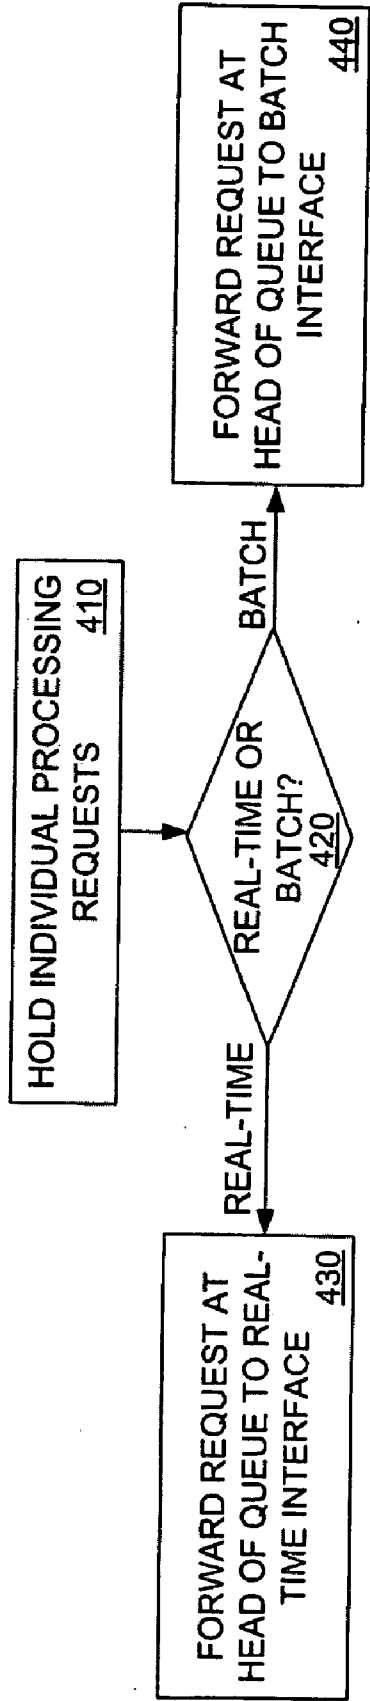 HOLD INDIVIDUAL PROCESSING
REQUESTS 410
REAL-TIME OR
BATCH?
420
REAL-TIME
BATCH
FORWARD REQUEST AT
HEAD OF QUEUE TO REAL-
TIME INTERFACE
430
FORWARD REQUEST AT
HEAD OF QUEUE TO BATCH
INTERFACE
440